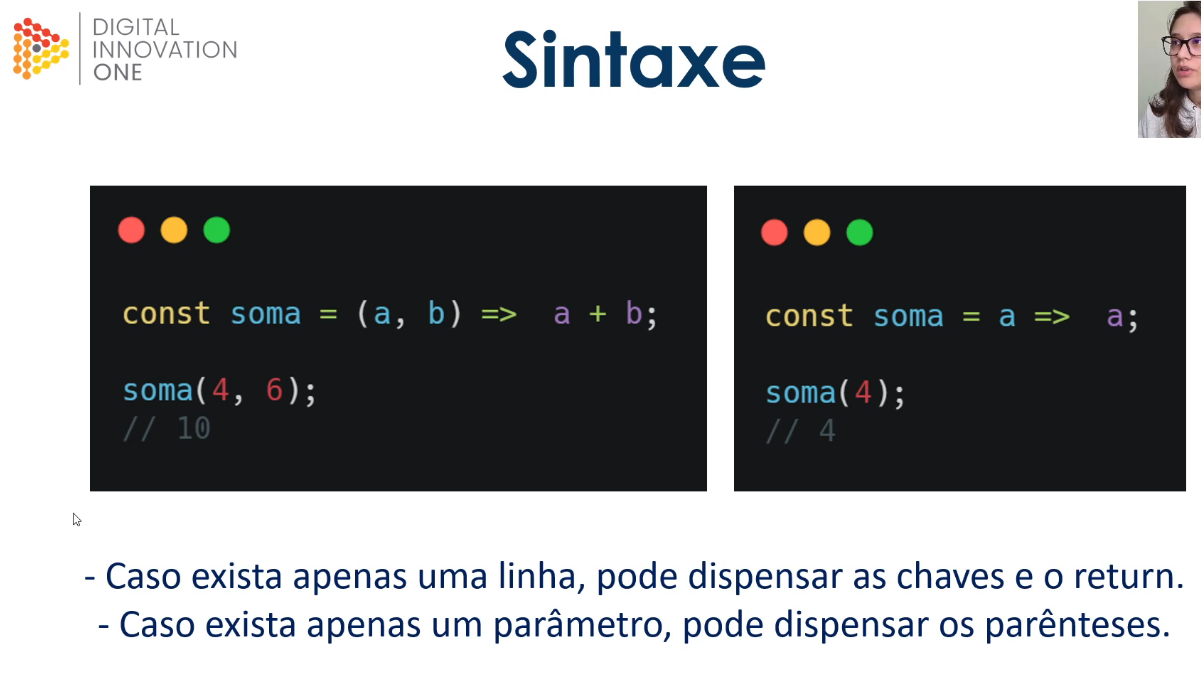 DIGITAL
INNOVATION
ONE
Sintaxe
const soma = (a, b) =>  a + b;
soma(4, 6);
// 10
const soma = a =>  a;
soma(4);
// 4
- Caso exista apenas uma linha, pode dispensar as chaves e o return.
- Caso exista apenas um parâmetro, pode dispensar os parênteses.